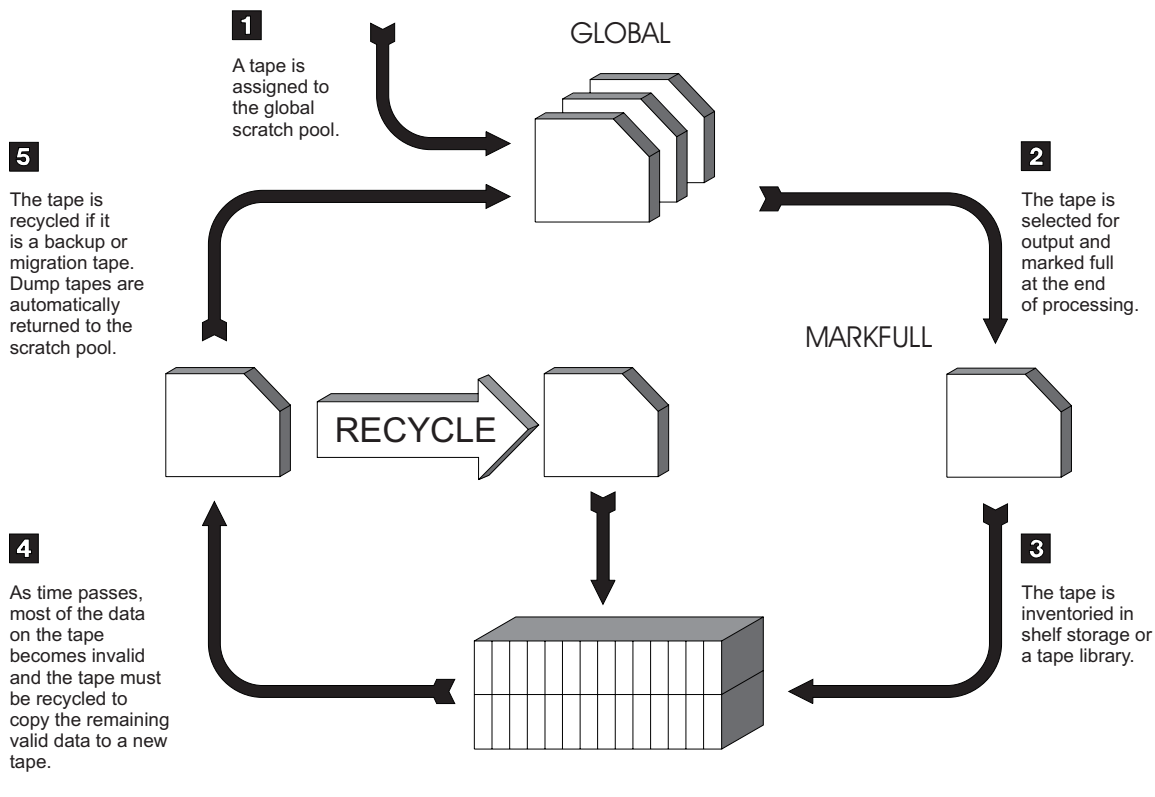 1
A tape is
assigned to
the global
scratch pool.
GLOBAL
2
The tape is
selected for
output and
marked full
at the end
of processing.
MARKFULL
3
The tape is
inventoried in
shelf storage or
a tape library.
4
As time passes,
most of the data
on the tape
becomes invalid
and the tape must
be recycled to
copy the remaining
valid data to a new
tape.
RECYCLE
5
The tape is
recycled if it
is a backup or
migration tape.
Dump tapes are
automatically
returned to the
scratch pool.